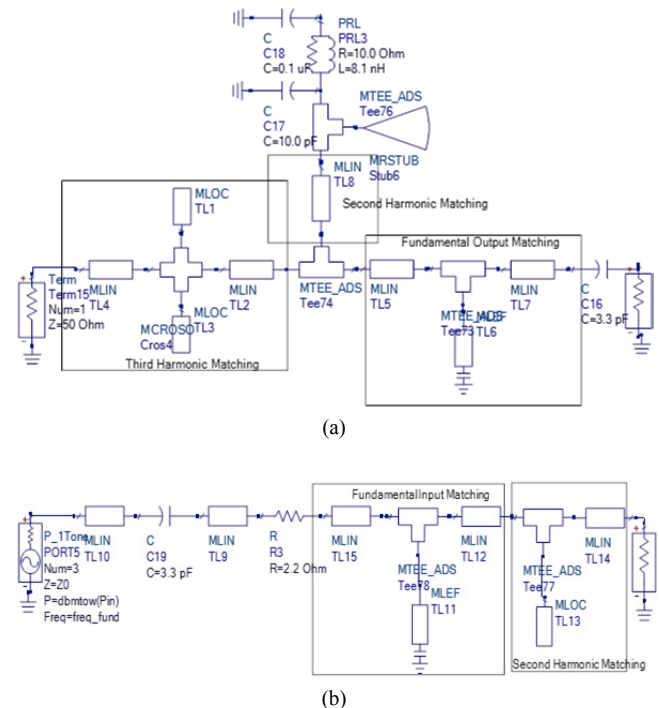 C
C18
C=0.1 uF
PRL
PRL3
R=10.0 Ohm
L=8.1 nH
C
C17
C=10.0 pF
MTEE_ADS
Tee76
MRSTUB
Stub6
MLIN
TL8
Second Harmonic Matching
MLOC
TL1
Fundamental Output Matching
Term
Term15
Num=1
Z=50 Ohm
MLIN
TL4
MLOC
TL3
MLIN
TL2
MCROSO
Cros4
Third Harmonic Matching
MTEE_ADS
Tee74
MLIN
TL5
MTEE_ADS
Tee73
MLEF
TL6
MLIN
TL7
C
C16
C=3.3 pF
(a)
P_1Tone
PORT5
Num=3
Z=Z0
P=dbmtow(Pin)
Freq=freq_fund
MLIN
TL10
C
C19
C=3.3 pF
MLIN
TL9
R
R3
R=2.2 Ohm
FundamentalInput Matching
MLIN
TL15
MTEE_ADS
Tee78
MLEF
TL11
MLIN
TL12
MTEE_ADS
Tee77
MLOC
TL13
MLIN
TL14
Second Harmonic Matching
(b)